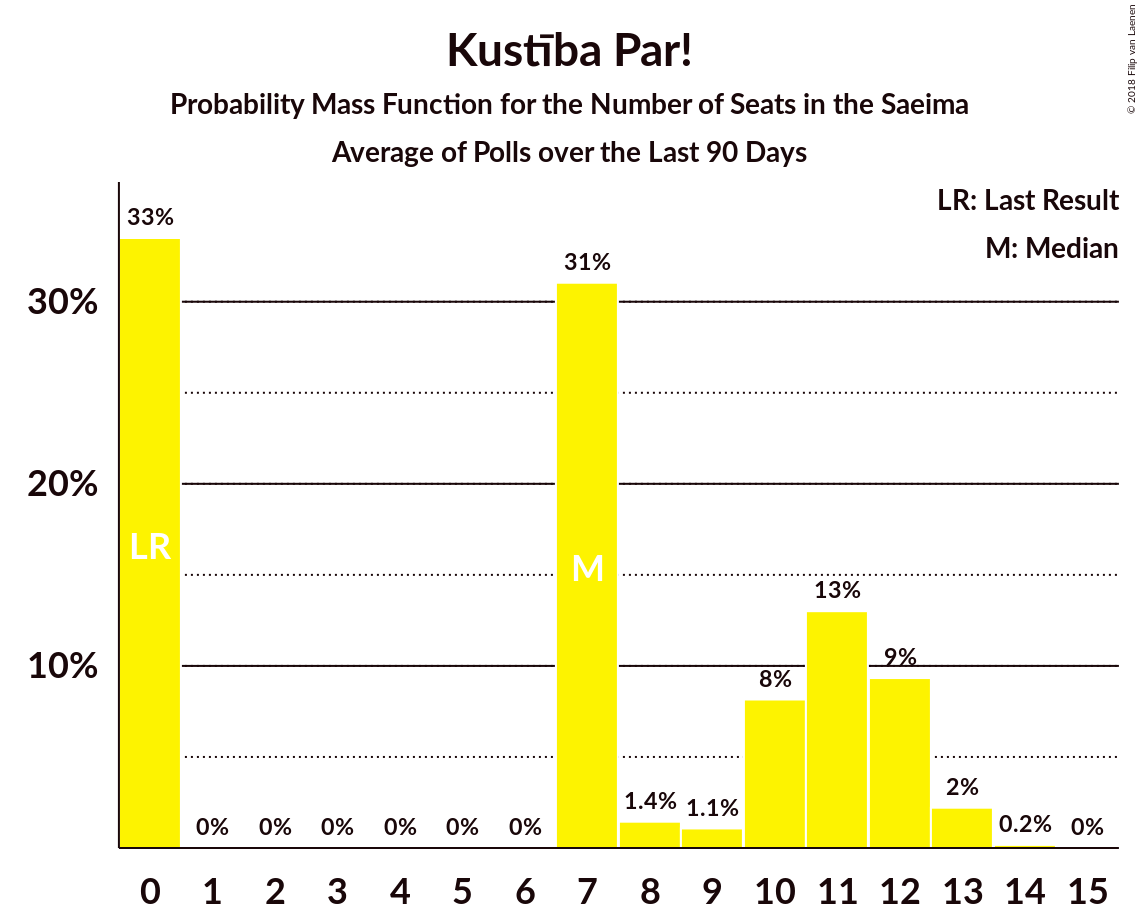 Kustība Par!
Probability Mass Function for the Number of Seats in the Saeima
Average of Polls over the Last 90 Days
© 2018 Filip van Laenen
LR: Last Result
M: Median
33%
31%
30%
20%
LR
M
13%
10%
9%
8%
2%
1.4%
1.1%
0%
0%
0%
0%
0%
0%
0.2%
0%
0 1 2 3 4 5 6 7 8 9 10 11 12 13 14 15